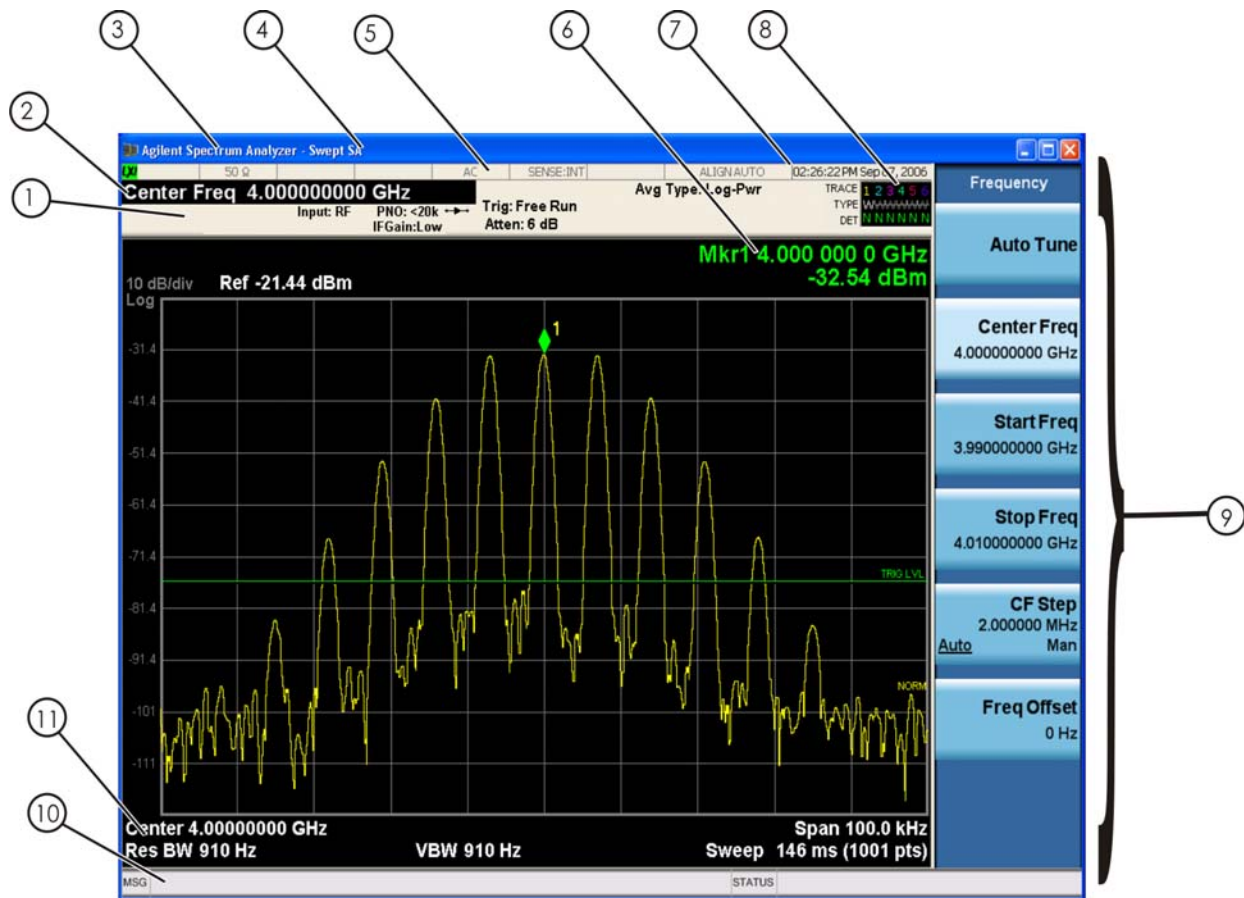 3
4
5
6
7
8
2
1
Agilent Spectrum Analyzer - Swept SA
LXI 50 Ω AC SENSE:INT ALIGN AUTO 02:26:22 PM Sep 07, 2006
Center Freq 4.000000000 GHz
Input: RF PNO: <20k Trig: Free Run Avg Type: Log-Pwr
IFGain:Low Atten: 6 dB
TRACE 1 2 3 4 5 6
TYPE
DET N N N N N N
Mkr1 4.000 000 0 GHz
-32.54 dBm
10 dB/div Ref -21.44 dBm
Log
1
-31.4
-41.4
-51.4
-61.4
-71.4
TRIG LVL
-81.4
-91.4
NORM
-101
-111
Center 4.00000000 GHz Span 100.0 kHz
Res BW 910 Hz VBW 910 Hz Sweep 146 ms (1001 pts)
MSG STATUS
Frequency
Auto Tune
Center Freq
4.000000000 GHz
Start Freq
3.990000000 GHz
Stop Freq
4.010000000 GHz
CF Step
2.000000 MHz
Auto Man
Freq Offset
0 Hz
9
11
10